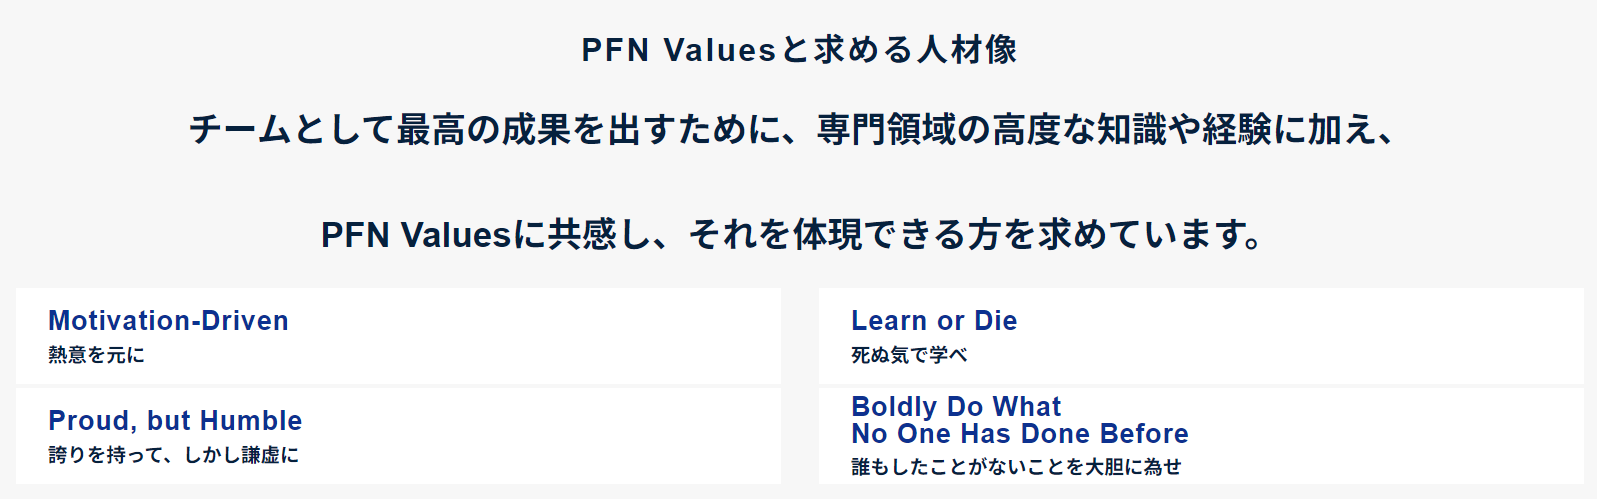 PFN Valuesと求める人材像
チームとして最高の成果を出すために、専門領域の高度な知識や経験に加え、
PFN Valuesに共感し、それを体現できる方を求めています。
Motivation-Driven
熱意を元に
Learn or Die
死ぬ気で学べ
Proud, but Humble
誇りを持って、しかし謙虚に
Boldly Do What
No One Has Done Before
誰もしたことがないことを大胆に為せ